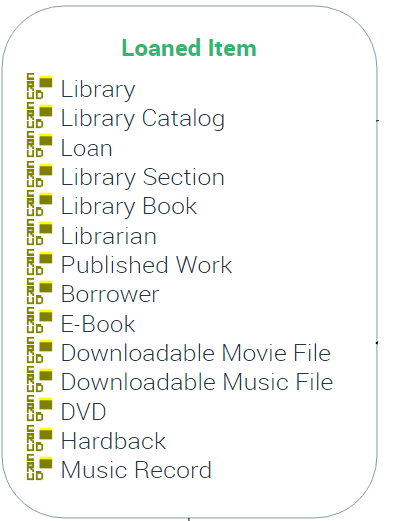 Loaned Item
Library
Library Catalog
Loan
Library Section
Library Book
Librarian
Published Work
Borrower
E-Book
Downloadable Movie File
Downloadable Music File
DVD
Hardback
Music Record